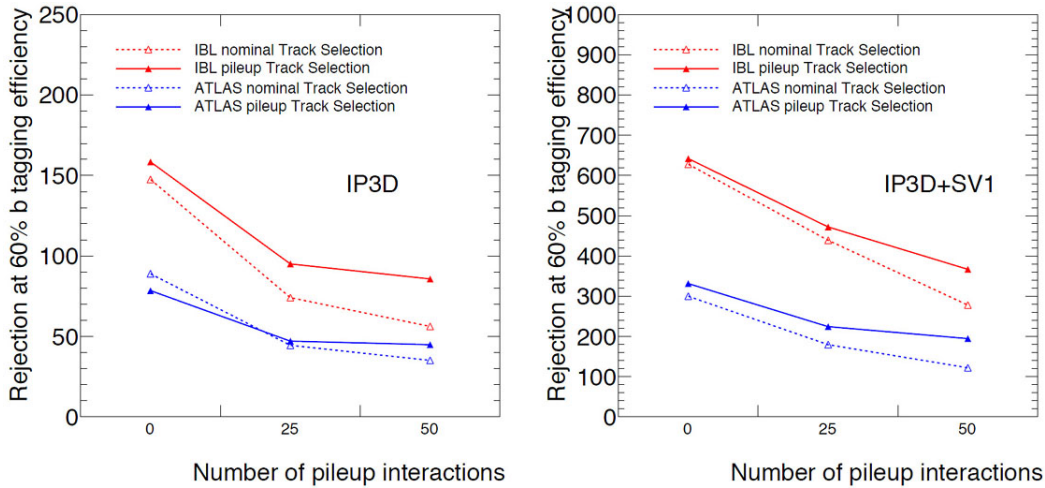 Rejection at 60% b tagging efficiency
250
200
150
100
50
0
IBL nominal Track Selection
IBL pileup Track Selection
ATLAS nominal Track Selection
ATLAS pileup Track Selection
IP3D
0 25 50
Number of pileup interactions
Rejection at 60% b tagging efficiency
1000
900
800
700
600
500
400
300
200
100
0
IBL nominal Track Selection
IBL pileup Track Selection
ATLAS nominal Track Selection
ATLAS pileup Track Selection
IP3D+SV1
0 25 50
Number of pileup interactions